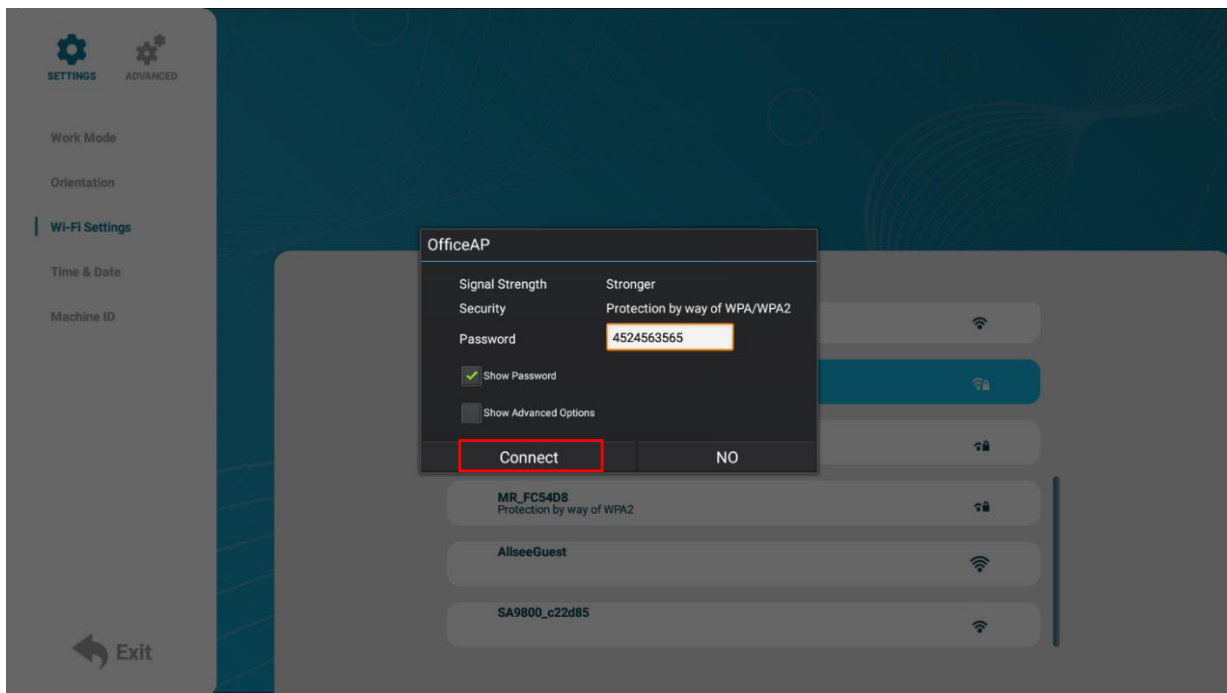 SETTINGS ADVANCED
Work Mode
Orientation
Wi-Fi Settings
Time & Date
Machine ID
Exit
OfficeAP
Signal Strength Stronger
Security Protection by way of WPA/WPA2
Password 4524563565
Show Password
Show Advanced Options
Connect NO
MR_FC54D8
Protection by way of WPA2
AllseeGuest
SA9800_c22d85